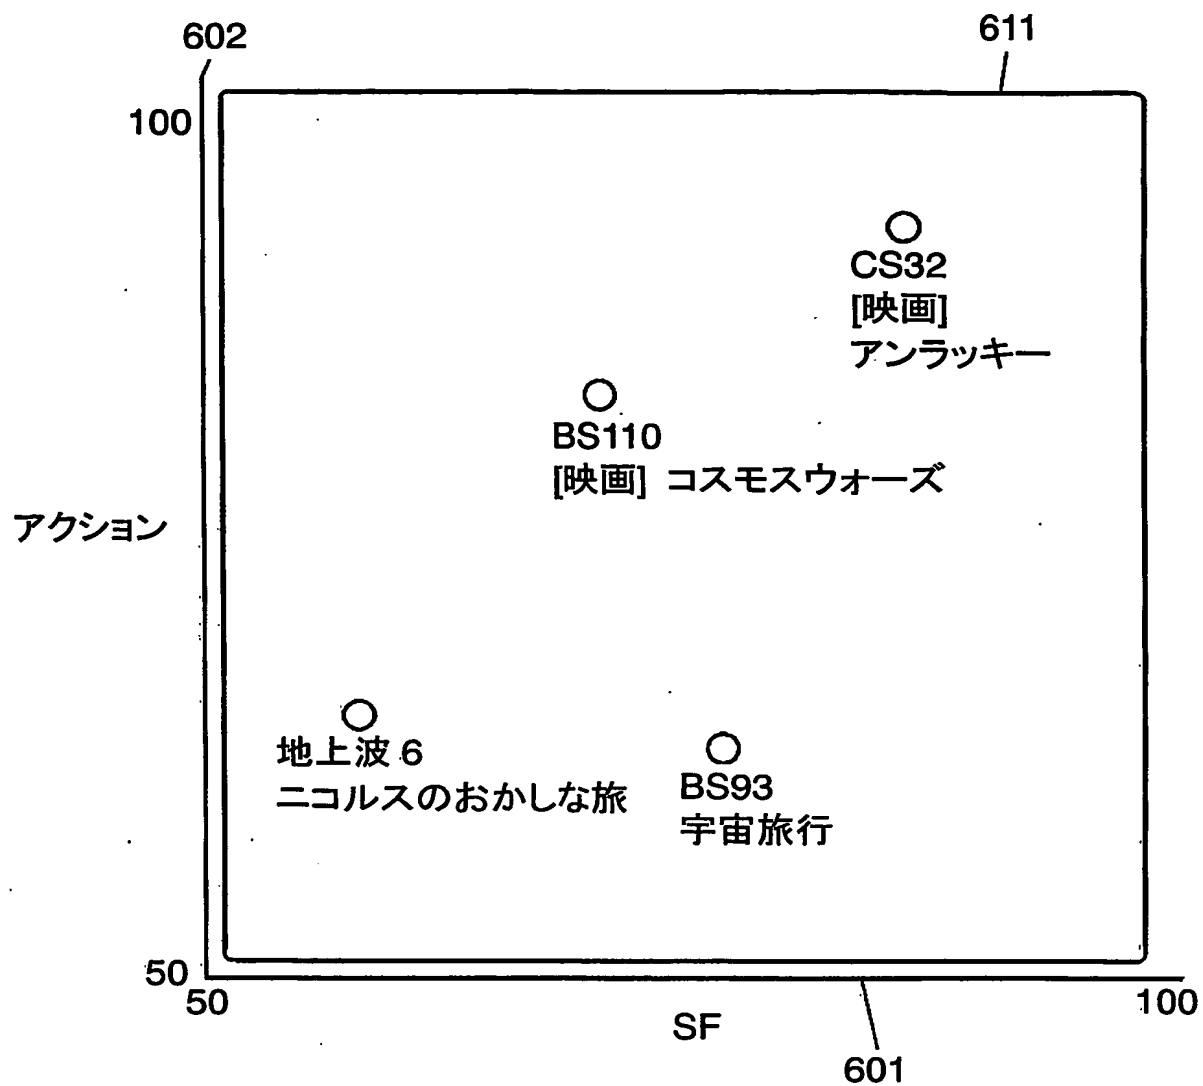 602
611
100
CS32
[映画]
アンラッキー
BS110
[映画] コスモスウォーズ
アクション
地上波 6
ニコルスのおかしな旅
BS93
宇宙旅行
50
50
100
SF
601